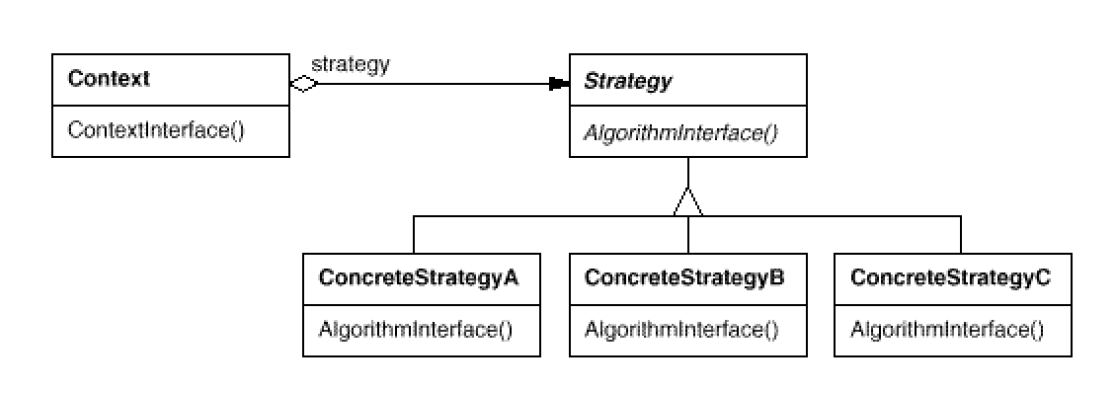 strategy
Context
Strategy
ContextInterface()
AlgorithmInterface()
ConcreteStrategyA
ConcreteStrategyB
ConcreteStrategyC
AlgorithmInterface()
AlgorithmInterface()
AlgorithmInterface()